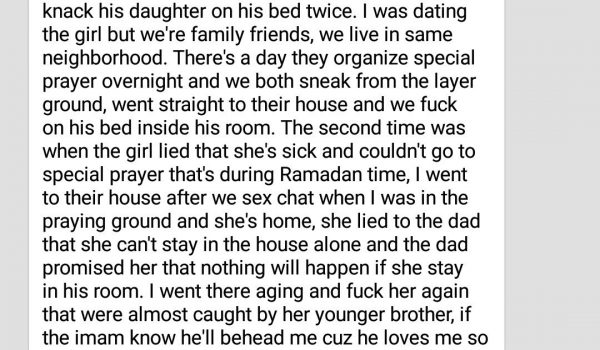 knack his daughter on his bed twice. I was dating
the girl but we're family friends, we live in same
neighborhood. There's a day they organize special
prayer overnight and we both sneak from the layer
ground, went straight to their house and we fuck
on his bed inside his room. The second time was
when the girl lied that she's sick and couldn't go to
special prayer that's during Ramadan time, I went
to their house after we sex chat when I was in the
praying ground and she's home, she lied to the dad
that she can't stay in the house alone and the dad
promised her that nothing will happen if she stay
in his room. I went there aging and fuck her again
that were almost caught by her younger brother, if
the imam know he'll behead me cuz he loves me so